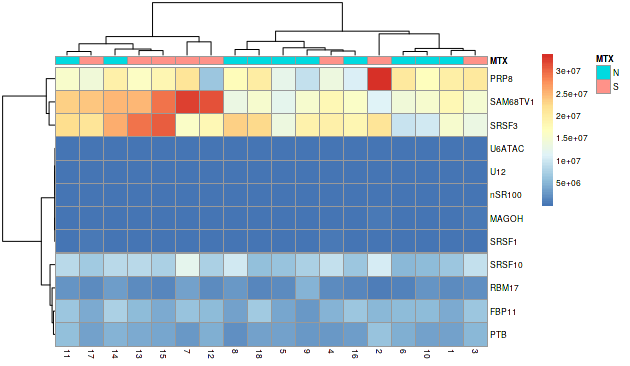 MTX
PRP8
SAM68TV1
SRSF3
U6ATAC
U12
nSR100
MAGOH
SRSF1
SRSF10
RBM17
FBP11
PTB
11 17 14 13 15 7 12 8 18 5 9 4 16 2 6 10 1 3
3e+07
2.5e+07
2e+07
1.5e+07
1e+07
5e+06
MTX
N
S